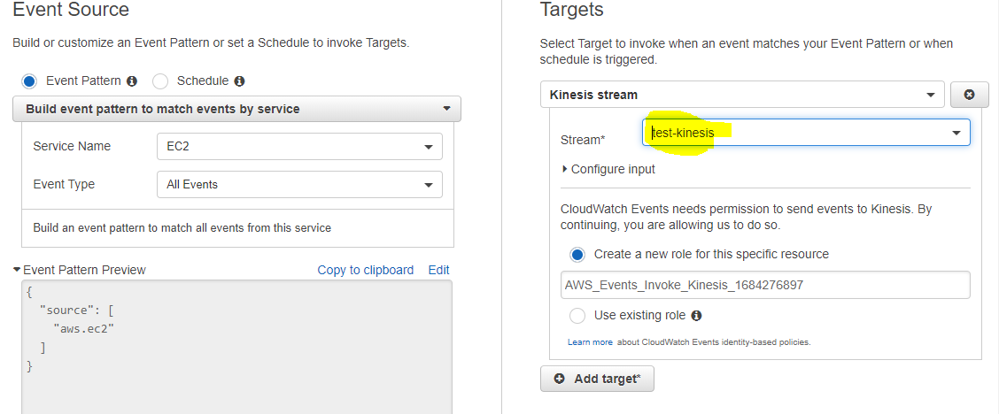 Event Source
Build or customize an Event Pattern or set a Schedule to invoke Targets.
Event Pattern
Schedule
Build event pattern to match events by service
Service Name
EC2
Event Type
All Events
Build an event pattern to match all events from this service
Event Pattern Preview
Copy to clipboard
Edit
{
"source": [
"aws.ec2"
]
}
Targets
Select Target to invoke when an event matches your Event Pattern or when
schedule is triggered.
Kinesis stream
Stream*
test-kinesis
Configure input
CloudWatch Events needs permission to send events to Kinesis. By
continuing, you are allowing us to do so.
Create a new role for this specific resource
AWS_Events_Invoke_Kinesis_1684276897
Use existing role
Learn more about CloudWatch Events identity-based policies.
Add target*